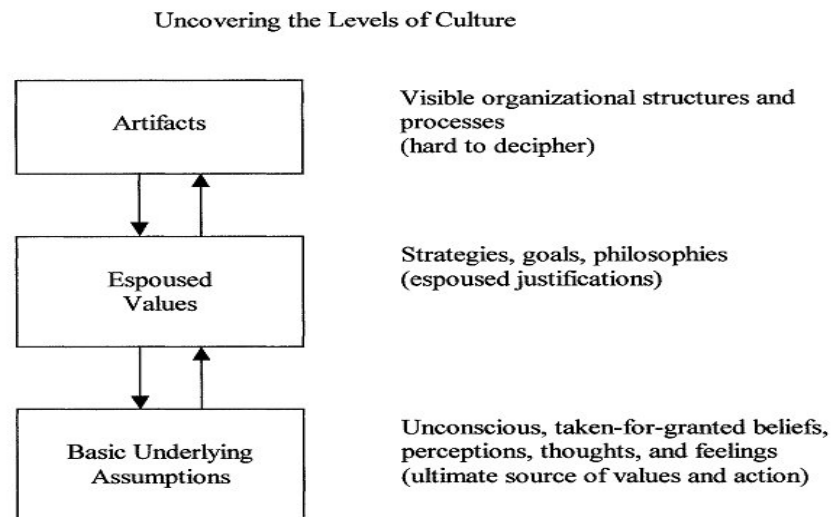 Uncovering the Levels of Culture
Artifacts
Visible organizational structures and
processes
(hard to decipher)
Espoused
Values
Strategies, goals, philosophies
(espoused justifications)
Basic Underlying
Assumptions
Unconscious, taken-for-granted beliefs,
perceptions, thoughts, and feelings
(ultimate source of values and action)